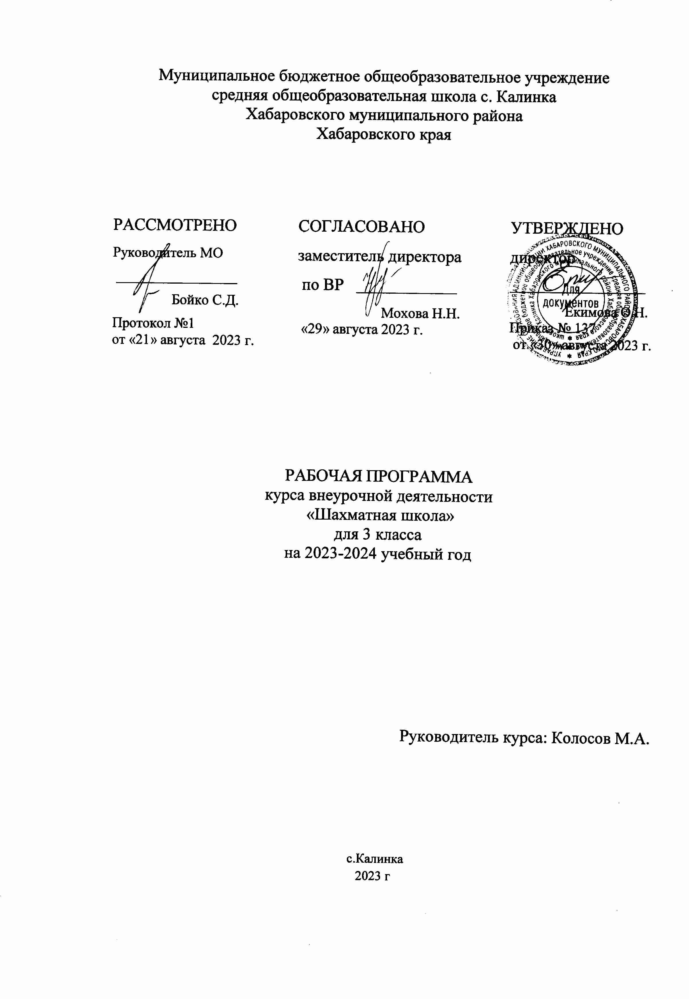 Муниципальное бюджетное общеобразовательное учреждение
средняя общеобразовательная школа с. Калинка
Хабаровского муниципального района
Хабаровского края
РАССМОТРЕНО
Руководитель МО
Бойко С.Д.
Протокол №1
от «21» августа 2023 г.
СОГЛАСОВАНО
заместитель директора
по ВР
Мохова Н.Н.
«29» августа 2023 г.
УТВЕРЖДЕНО
директор
Екимова О.Н.
Приказ № 137
от «30» августа 2023 г.
Для
документов
РАБОЧАЯ ПРОГРАММА
курса внеурочной деятельности
«Шахматная школа»
для 3 класса
на 2023-2024 учебный год
Руководитель курса: Колосов М.А.
с.Калинка
2023 г